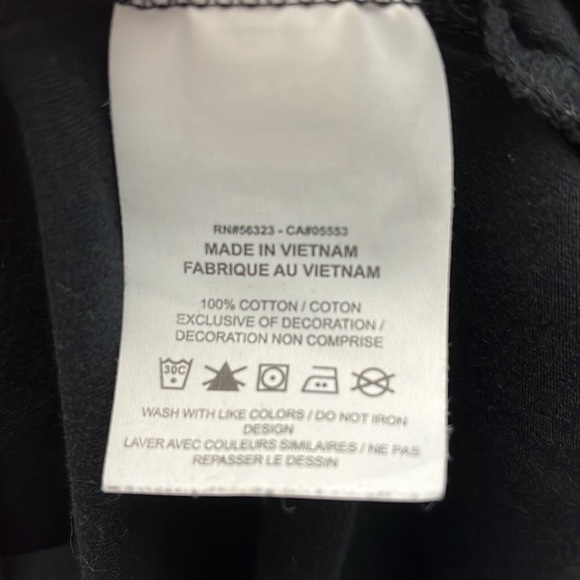 RN#56323 - CA#05553
MADE IN VIETNAM
FABRIQUE AU VIETNAM
100% COTTON / COTON
EXCLUSIVE OF DECORATION /
DECORATION NON COMPRISE
30C
WASH WITH LIKE COLORS / DO NOT IRON
DESIGN
LAVER AVEC COULEURS SIMILAIRES / NE PAS
REPASSER LE DESSIN